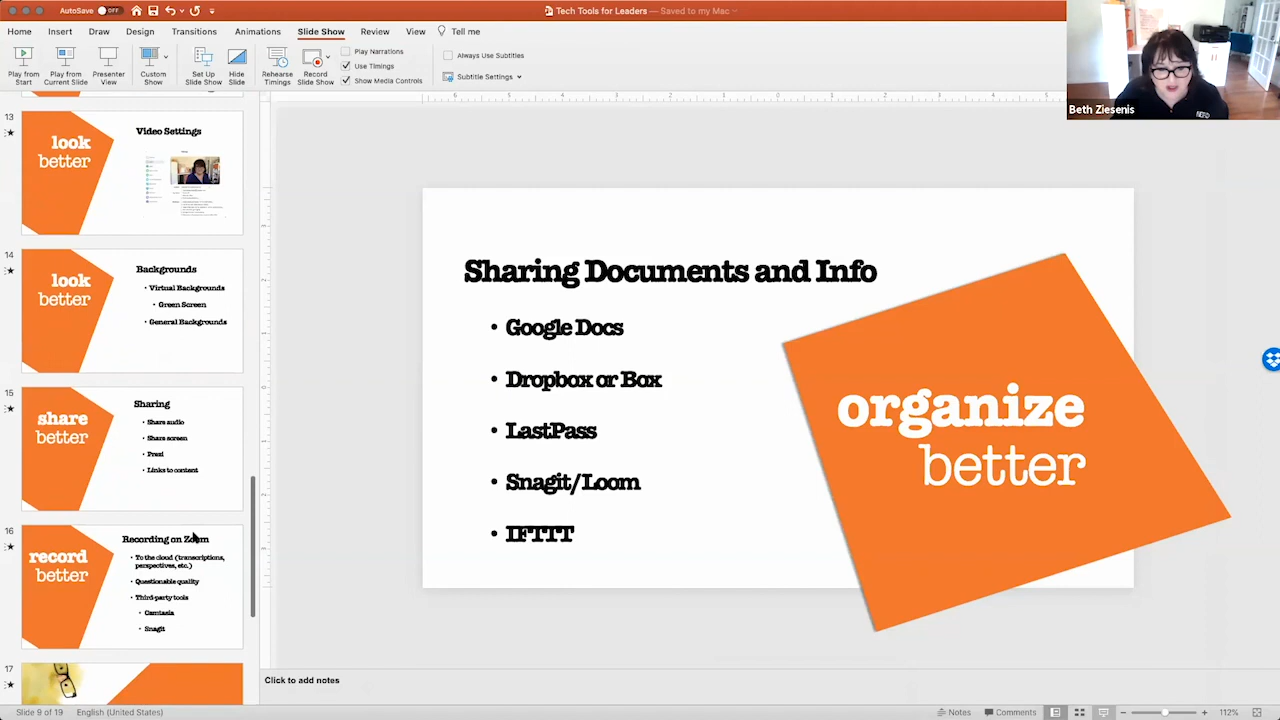 AutoSave OFF
Tech Tools for Leaders — Saved to my Mac
Home Insert Draw Design Transitions Animations Slide Show Review View Tell me
Play from Start
Play from Current Slide
Presenter View
Custom Show
Set Up Slide Show
Hide Slide
Rehearse Timings
Record Slide Show
Play Narrations
Use Timings
Show Media Controls
Always Use Subtitles
Subtitle Settings
Beth Ziesenis
13
look
better
Video Settings
14
look
better
Backgrounds
• Virtual Backgrounds
• Green Screen
• General Backgrounds
15
share
better
Sharing
• Share audio
• Share screen
• Prezi
• Links to content
16
record
better
Recording on Zoom
• To the cloud (transcriptions,
perspectives, etc.)
• Questionable quality
• Third-party tools
• Camtasia
• Snagit
17
Sharing Documents and Info
• Google Docs
• Dropbox or Box
• LastPass
• Snagit/Loom
• IFTTT
organize
better
Click to add notes
Slide 9 of 19 English (United States) Notes Comments 112%